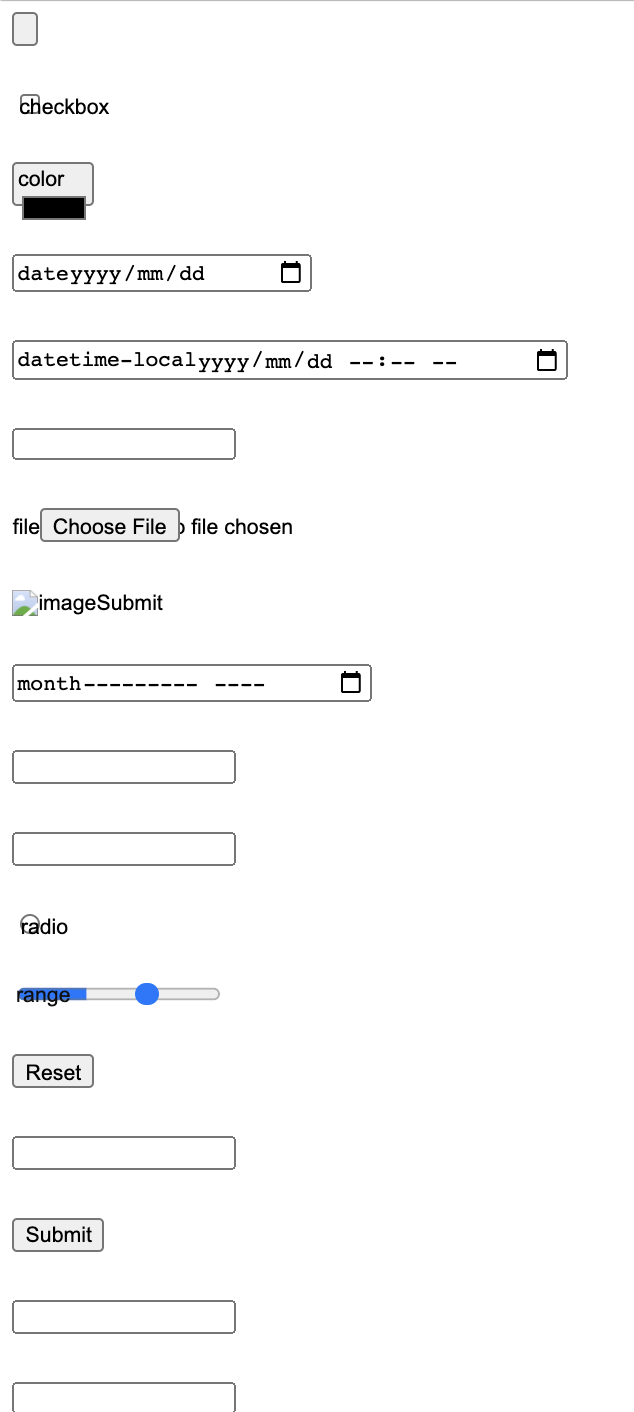 checkbox
color
dateyyyy/mm/dd
datetime-localyyyy/mm/dd --:-- --
file Choose File file chosen
imageSubmit
month--------- ----
radio
range
Reset
Submit